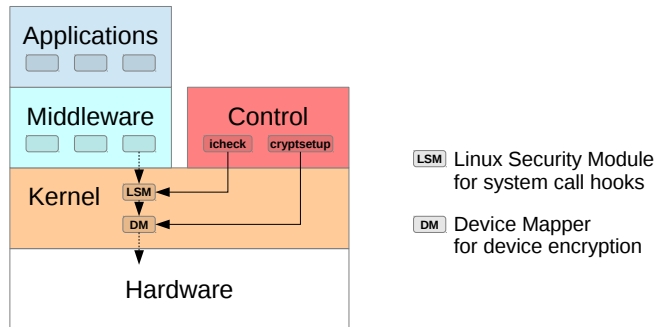 Applications
Middleware
Control
icheck
cryptsetup
Kernel
LSM
DM
Hardware
LSM Linux Security Module
for system call hooks
DM Device Mapper
for device encryption